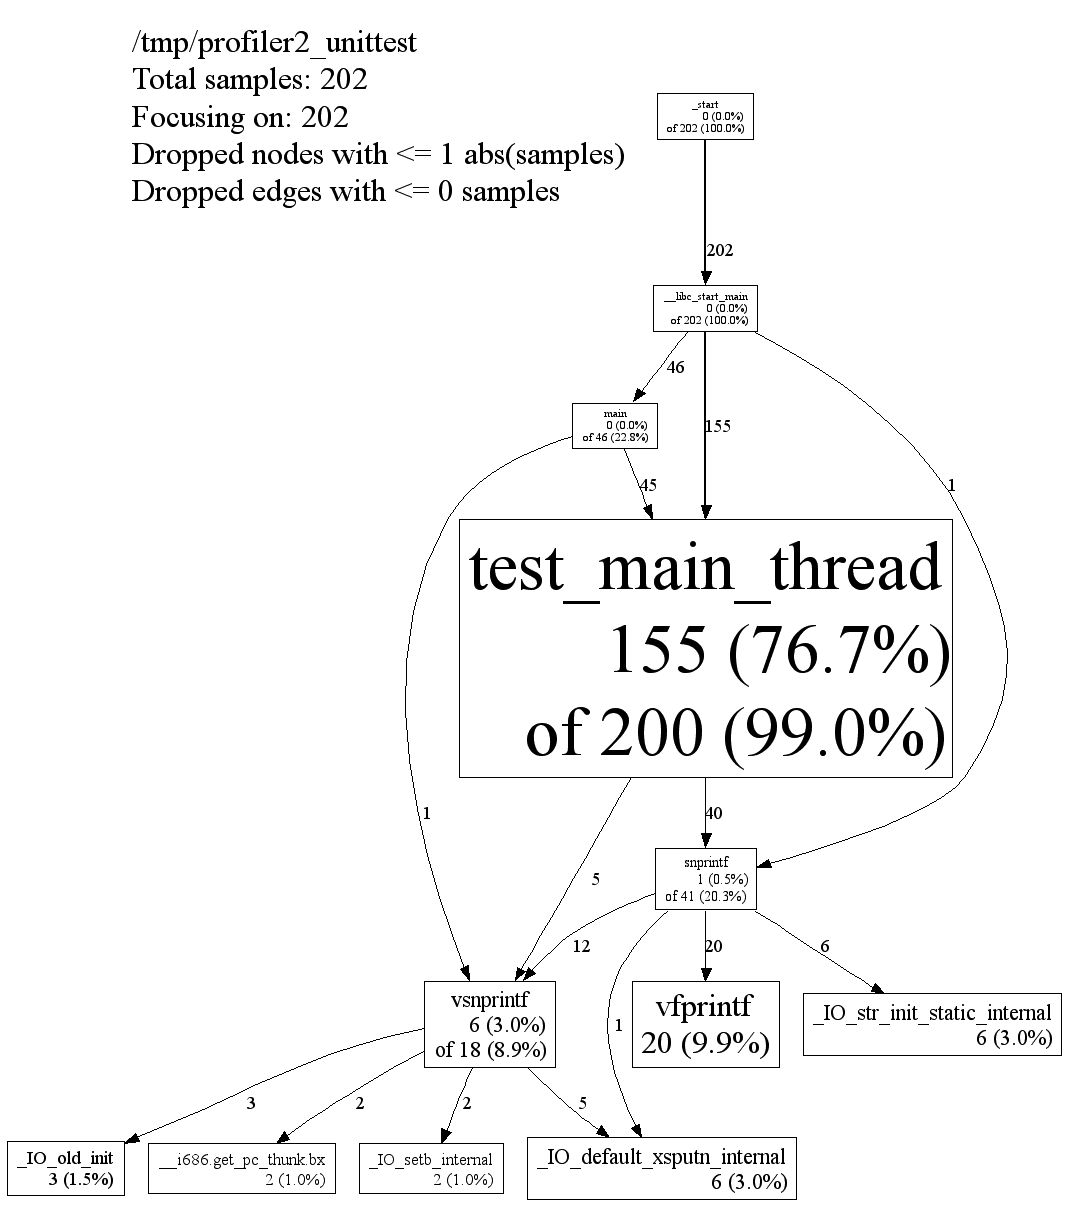 /tmp/profiler2_unittest
Total samples: 202
Focusing on: 202
Dropped nodes with <= 1 abs(samples)
Dropped edges with <= 0 samples
_start
0 (0.0%)
of 202 (100.0%)
202
__libc_start_main
0 (0.0%)
of 202 (100.0%)
46
155
1
main
0 (0.0%)
of 46 (22.8%)
45
test_main_thread
155 (76.7%)
of 200 (99.0%)
1
5
40
snprintf
1 (0.5%)
of 41 (20.3%)
12
1
20
6
vsnprintf
6 (3.0%)
of 18 (8.9%)
vfprintf
20 (9.9%)
_IO_str_init_static_internal
6 (3.0%)
3
2
2
5
_IO_old_init
3 (1.5%)
__i686.get_pc_thunk.bx
2 (1.0%)
_IO_setb_internal
2 (1.0%)
_IO_default_xsputn_internal
6 (3.0%)